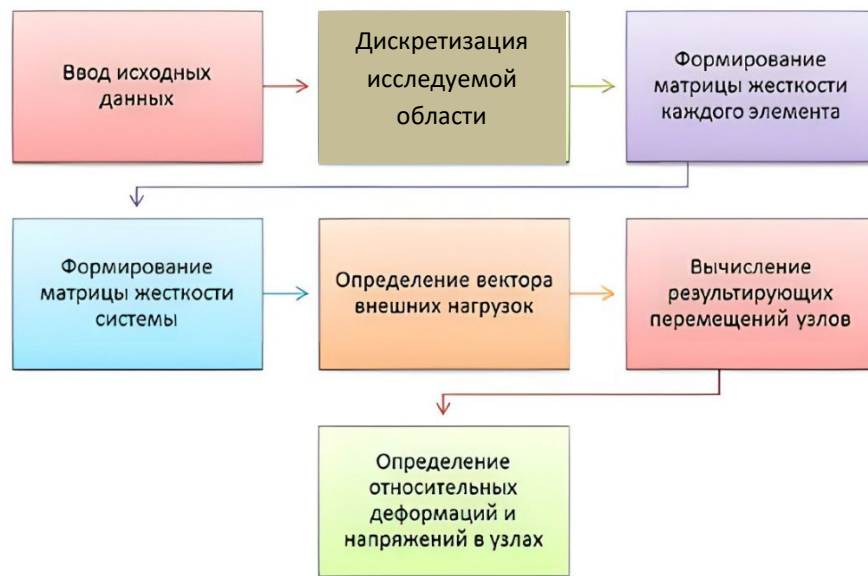 Ввод исходных
данных
Дискретизация
исследуемой
области
Формирование
матрицы жесткости
каждого элемента
Формирование
матрицы жесткости
системы
Определение вектора
внешних нагрузок
Вычисление
результирующих
перемещений узлов
Определение
относительных
деформаций и
напряжений в узлах